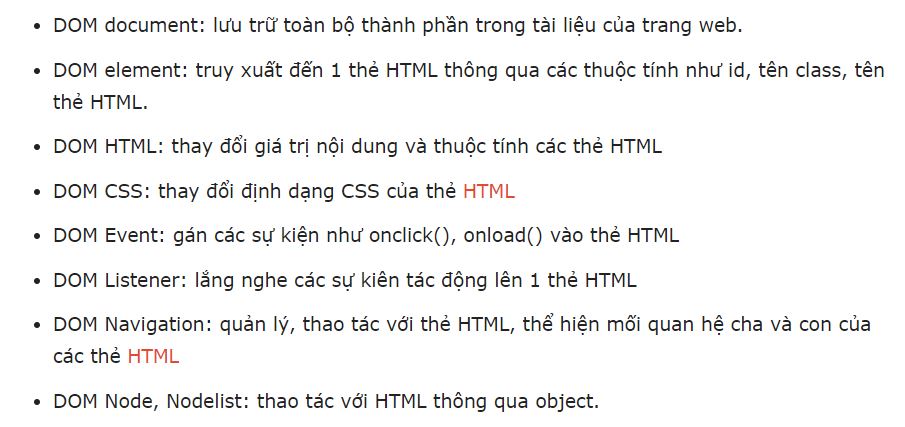 • DOM document: lưu trữ toàn bộ thành phần trong tài liệu của trang web.
• DOM element: truy xuất đến 1 thẻ HTML thông qua các thuộc tính như id, tên class, tên
thẻ HTML.
• DOM HTML: thay đổi giá trị nội dung và thuộc tính các thẻ HTML
• DOM CSS: thay đổi định dạng CSS của thẻ HTML
• DOM Event: gán các sự kiện như onclick(), onload() vào thẻ HTML
• DOM Listener: lắng nghe các sự kiên tác động lên 1 thẻ HTML
• DOM Navigation: quản lý, thao tác với thẻ HTML, thể hiện mối quan hệ cha và con của
các thẻ HTML
• DOM Node, Nodelist: thao tác với HTML thông qua object.